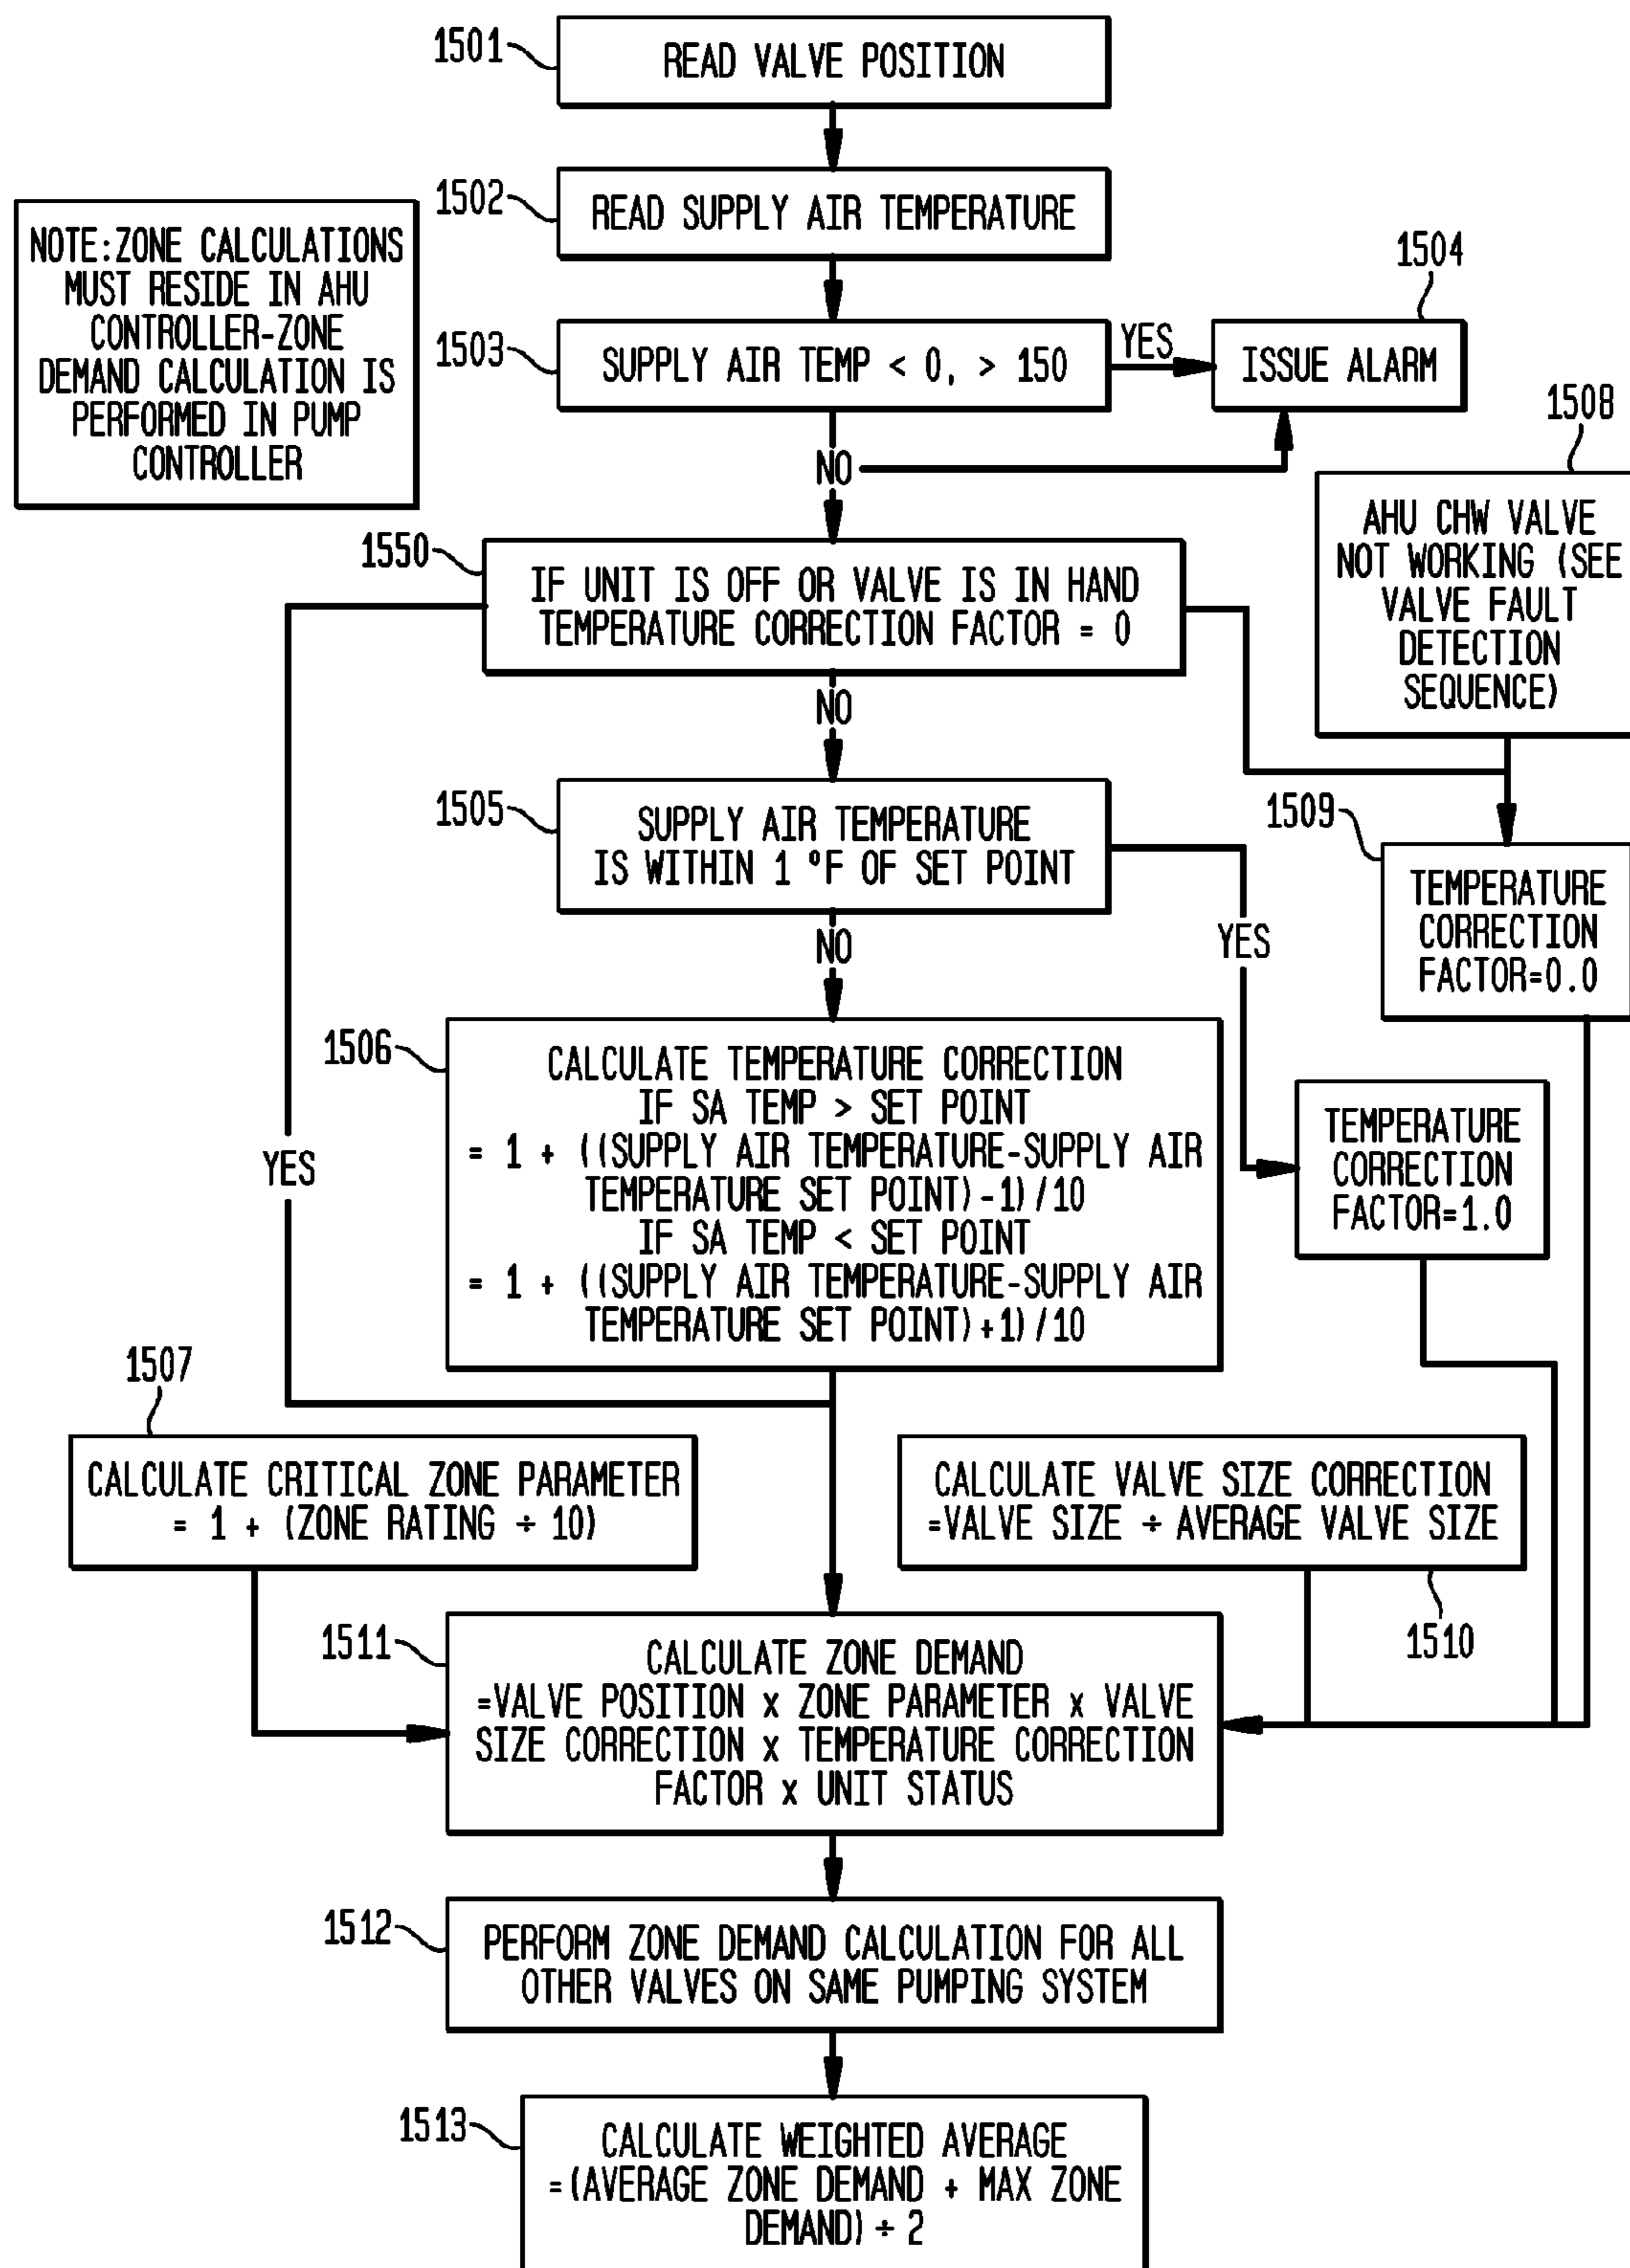 1501
READ VALVE POSITION
1502
READ SUPPLY AIR TEMPERATURE
NOTE:ZONE CALCULATIONS
MUST RESIDE IN AHU
CONTROLLER-ZONE
DEMAND CALCULATION IS
PERFORMED IN PUMP
CONTROLLER
1503
SUPPLY AIR TEMP < 0, > 150
YES
1504
ISSUE ALARM
NO
1508
AHU CHW VALVE
NOT WORKING (SEE
VALVE FAULT
DETECTION
SEQUENCE)
1550
IF UNIT IS OFF OR VALVE IS IN HAND
TEMPERATURE CORRECTION FACTOR = 0
NO
YES
1505
SUPPLY AIR TEMPERATURE
IS WITHIN 1 °F OF SET POINT
NO
YES
1509
TEMPERATURE
CORRECTION
FACTOR=0.0
1506
CALCULATE TEMPERATURE CORRECTION
IF SA TEMP > SET POINT
= 1 + ((SUPPLY AIR TEMPERATURE-SUPPLY AIR
TEMPERATURE SET POINT)-1)/10
IF SA TEMP < SET POINT
= 1 + ((SUPPLY AIR TEMPERATURE-SUPPLY AIR
TEMPERATURE SET POINT)+1)/10
TEMPERATURE
CORRECTION
FACTOR=1.0
1507
CALCULATE CRITICAL ZONE PARAMETER
= 1 + (ZONE RATING ÷ 10)
CALCULATE VALVE SIZE CORRECTION
=VALVE SIZE ÷ AVERAGE VALVE SIZE
1510
1511
CALCULATE ZONE DEMAND
=VALVE POSITION x ZONE PARAMETER x VALVE
SIZE CORRECTION x TEMPERATURE CORRECTION
FACTOR x UNIT STATUS
1512
PERFORM ZONE DEMAND CALCULATION FOR ALL
OTHER VALVES ON SAME PUMPING SYSTEM
1513
CALCULATE WEIGHTED AVERAGE
=(AVERAGE ZONE DEMAND + MAX ZONE
DEMAND) ÷ 2